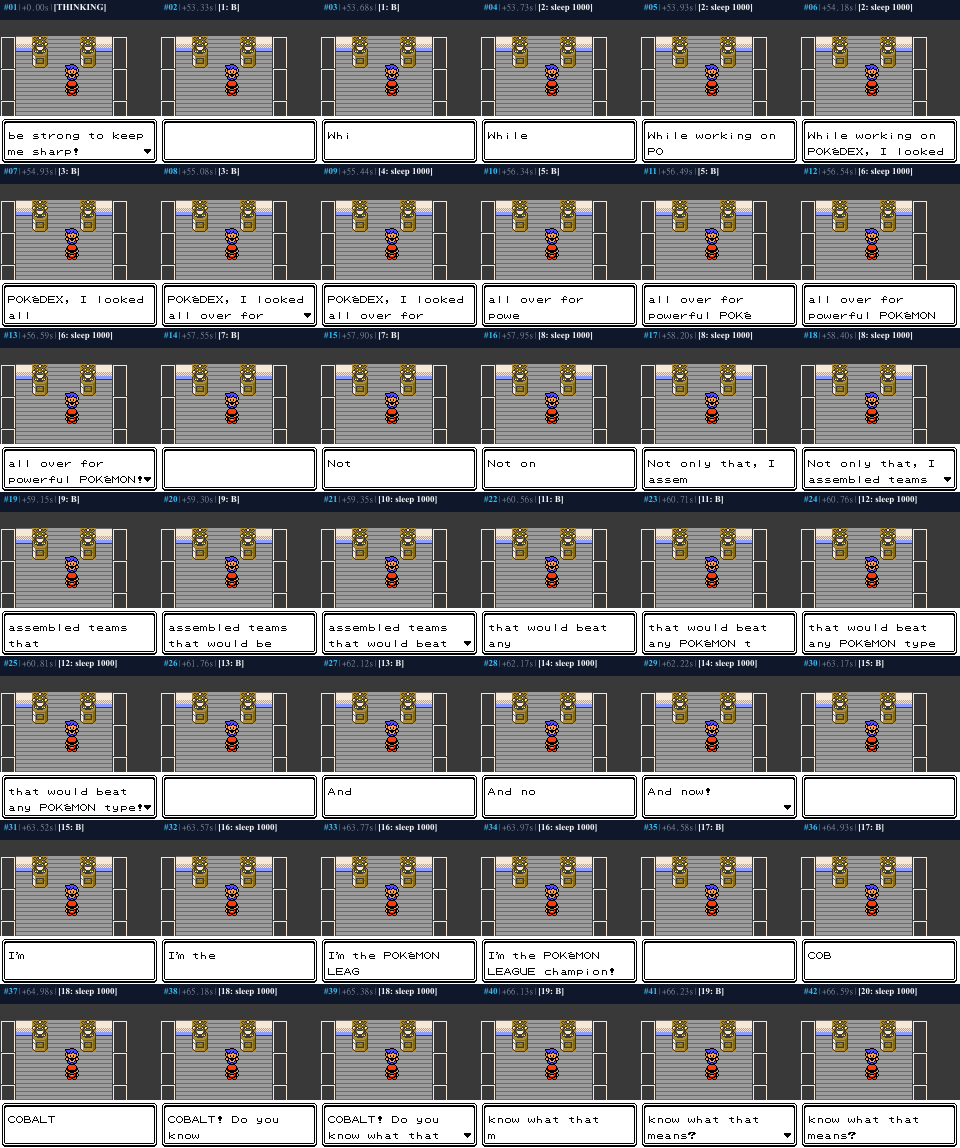 #01|+0.00s|[THINKING]
#02|+53.33s|[1: B]
#03|+53.68s|[1: B]
#04|+53.73s|[2: sleep 1000]
#05|+53.93s|[2: sleep 1000]
#06|+54.18s|[2: sleep 1000]
be strong to keep
me sharp!
Whi
While
While working on
PO
While working on
POKéDEX, I looked
#07|+54.93s|[3: B]
#08|+55.08s|[3: B]
#09|+55.44s|[4: sleep 1000]
#10|+56.34s|[5: B]
#11|+56.49s|[5: B]
#12|+56.54s|[6: sleep 1000]
POKéDEX, I looked
all
POKéDEX, I looked
all over for
POKéDEX, I looked
all over for
all over for
powe
all over for
powerful POKé
all over for
powerful POKéMON
#13|+56.59s|[6: sleep 1000]
#14|+57.55s|[7: B]
#15|+57.90s|[7: B]
#16|+57.95s|[8: sleep 1000]
#17|+58.20s|[8: sleep 1000]
#18|+58.40s|[8: sleep 1000]
all over for
powerful POKéMON!
Not
Not on
Not only that, I
assem
Not only that, I
assembled teams
#19|+59.15s|[9: B]
#20|+59.30s|[9: B]
#21|+59.35s|[10: sleep 1000]
#22|+60.56s|[11: B]
#23|+60.71s|[11: B]
#24|+60.76s|[12: sleep 1000]
assembled teams
that
assembled teams
that would be
assembled teams
that would beat
that would beat
any
that would beat
any POKéMON t
that would beat
any POKéMON type
#25|+60.81s|[12: sleep 1000]
#26|+61.76s|[13: B]
#27|+62.12s|[13: B]
#28|+62.17s|[14: sleep 1000]
#29|+62.22s|[14: sleep 1000]
#30|+63.17s|[15: B]
that would beat
any POKéMON type!
And
And no
And now!
#31|+63.52s|[15: B]
#32|+63.57s|[16: sleep 1000]
#33|+63.77s|[16: sleep 1000]
#34|+63.97s|[16: sleep 1000]
#35|+64.58s|[17: B]
#36|+64.93s|[17: B]
I'm
I'm the
I'm the POKéMON
LEAG
I'm the POKéMON
LEAGUE champion!
COB
#37|+64.98s|[18: sleep 1000]
#38|+65.18s|[18: sleep 1000]
#39|+65.38s|[18: sleep 1000]
#40|+66.13s|[19: B]
#41|+66.23s|[19: B]
#42|+66.59s|[20: sleep 1000]
COBALT
COBALT! Do you
know
COBALT! Do you
know what that
know what that
m
know what that
means?
know what that
means?